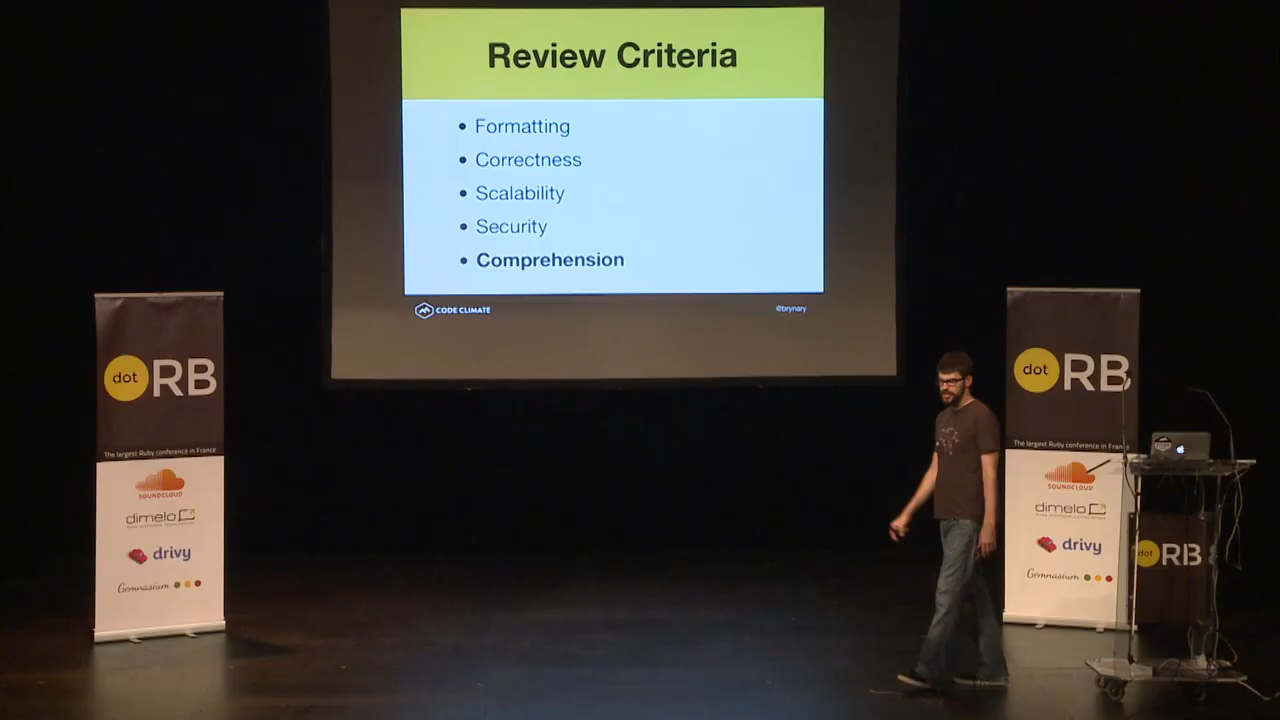 Review Criteria
• Formatting
• Correctness
• Scalability
• Security
• Comprehension
CODE CLIMATE
@brynary
dot RB
The largest Ruby conference in France
SOUNDCLOUD
dimelo
drivy
Gemnasium
dot RB
The largest Ruby conference in France
SOUNDCLOUD
dimelo
drivy
Gemnasium
dot RB